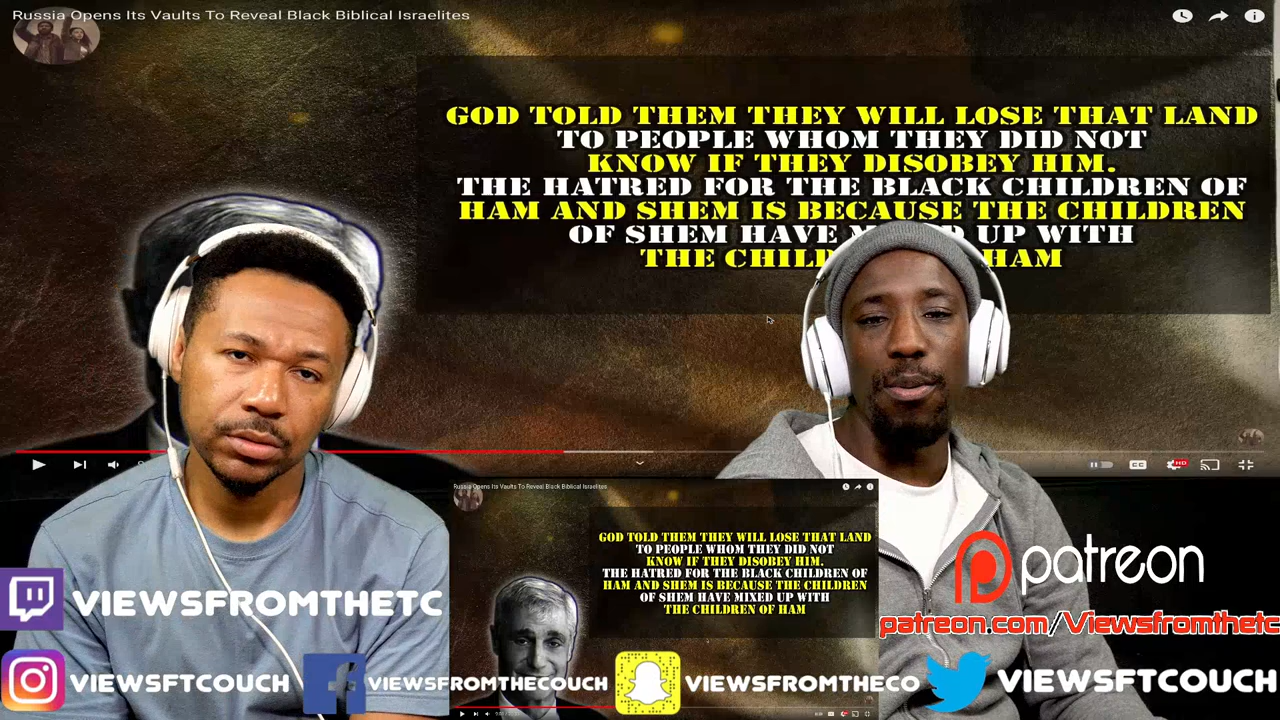 Russia Opens Its Vaults To Reveal Black Biblical Israelites
GOD TOLD THEM THEY WILL LOSE THAT LAND
TO PEOPLE WHOM THEY DID NOT
KNOW IF THEY DISOBEY HIM.
THE HATRED FOR THE BLACK CHILDREN OF
HAM AND SHEM IS BECAUSE THE CHILDREN
OF SHEM HAVE UP WITH
THE HAM
CC
HD
Russia Opens Its Vaults To Reveal Black Biblical Israelites
GOD TOLD THEM THEY WILL LOSE THAT LAND
TO PEOPLE WHOM THEY DID NOT
KNOW IF THEY DISOBEY HIM.
THE HATRED FOR THE BLACK CHILDREN OF
HAM AND SHEM IS BECAUSE THE CHILDREN
OF SHEM HAVE MIXED UP WITH
THE CHILDREN OF HAM
patreon
patreon.com/Viewsfromthetc
VIEWSFROMTHETC
VIEWSFTCOUCH
VIEWSFROMTHECOUCH
VIEWSFROMTHECO
VIEWSFTCOUCH